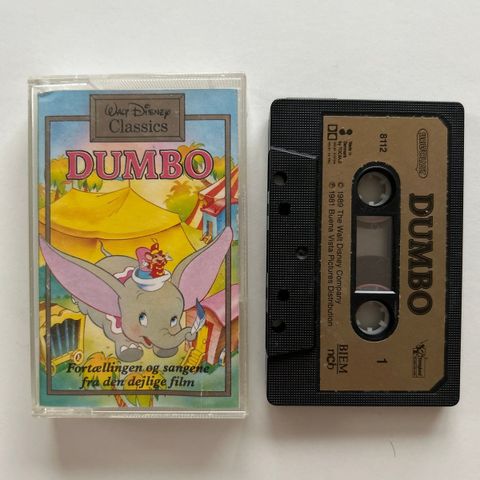 WALT DISNEY
Classics
DUMBO
Fortællingen og sangene
fra den dejlige film
8112
DUMBO
© 1989 The Walt Disney Company
℗ 1981 Buena Vista Pictures Distribution
BIEM
ncb
1